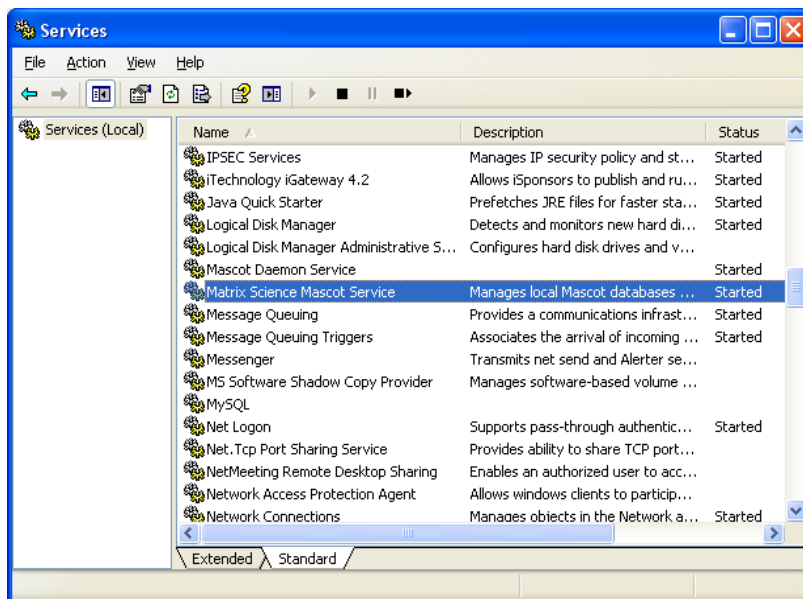 Services
File Action View Help
Services (Local)
Name Description Status
IPSEC Services Manages IP security policy and st... Started
iTechnology iGateway 4.2 Allows iSponsors to publish and ru... Started
Java Quick Starter Prefetches JRE files for faster sta... Started
Logical Disk Manager Detects and monitors new hard di... Started
Logical Disk Manager Administrative S... Configures hard disk drives and v...
Mascot Daemon Service Started
Matrix Science Mascot Service Manages local Mascot databases ... Started
Message Queuing Provides a communications infrast... Started
Message Queuing Triggers Associates the arrival of incoming ... Started
Messenger Transmits net send and Alerter se...
MS Software Shadow Copy Provider Manages software-based volume ...
MySQL
Net Logon Supports pass-through authentic... Started
Net.Tcp Port Sharing Service Provides ability to share TCP port...
NetMeeting Remote Desktop Sharing Enables an authorized user to acc...
Network Access Protection Agent Allows windows clients to particip...
Network Connections Manages objects in the Network a... Started
Extended Standard